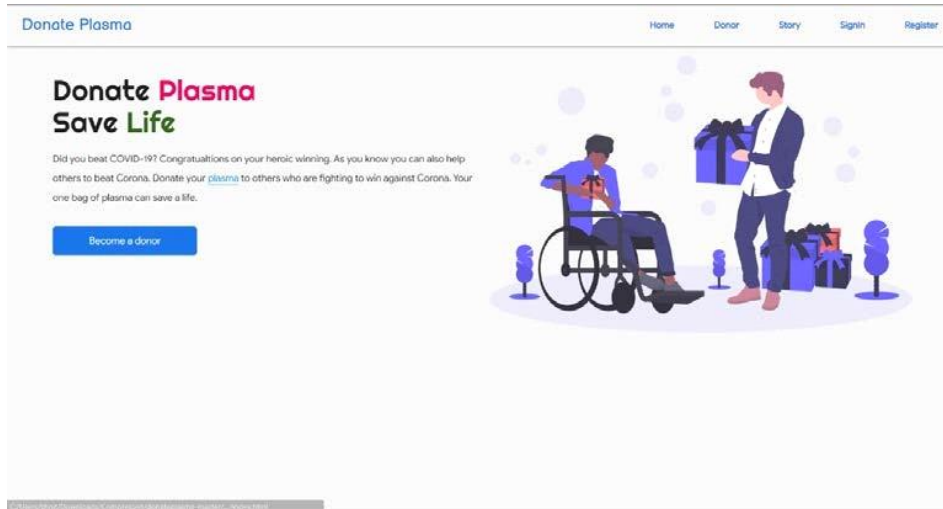 Donate Plasma
Home Donor Story SignIn Register
Donate Plasma
Save Life
Did you beat COVID-19? Congratualtions on your heroic winning. As you know you can also help
others to beat Corona. Donate your plasma to others who are fighting to win against Corona. Your
one bag of plasma can save a life.
Become a donor